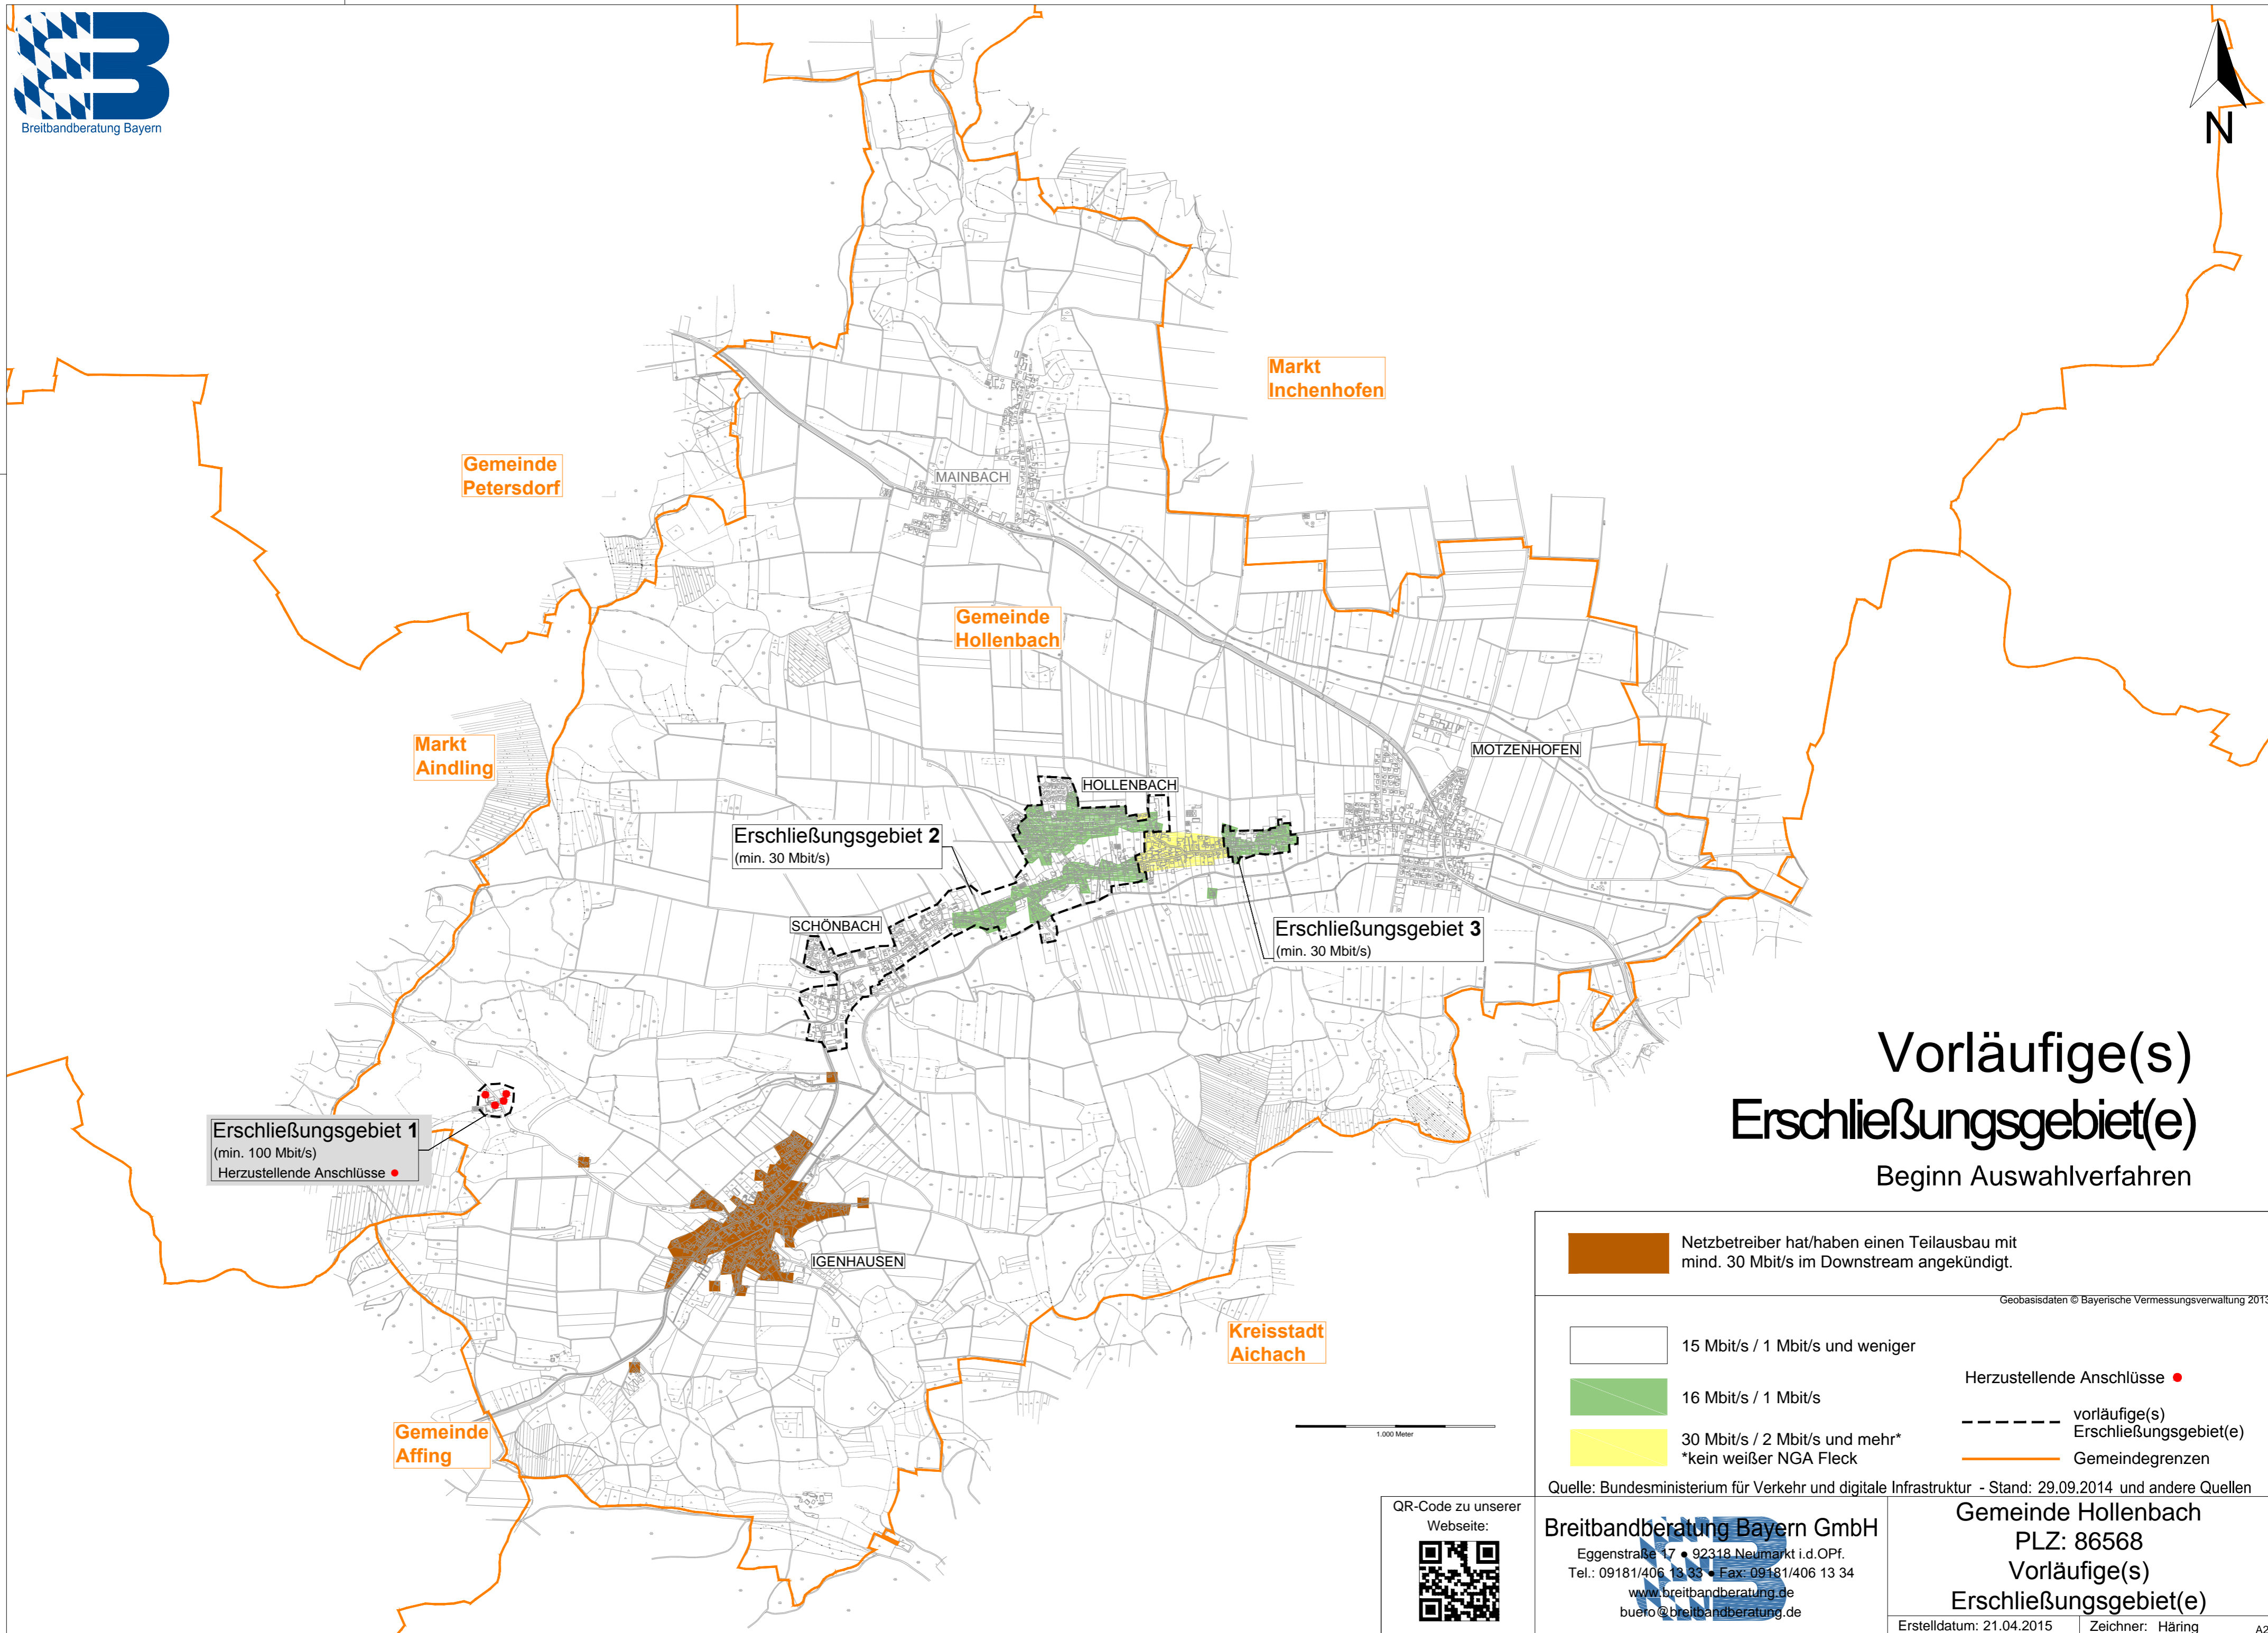 Breitbandberatung Bayern
N
Markt
Inchenhofen
Gemeinde
Petersdorf
MAINBACH
Gemeinde
Hollenbach
Markt
Aindling
MOTZENHOFEN
HOLLENBACH
Erschließungsgebiet 2
(min. 30 Mbit/s)
SCHÖNBACH
Erschließungsgebiet 3
(min. 30 Mbit/s)
Erschließungsgebiet 1
(min. 100 Mbit/s)
Herzustellende Anschlüsse ●
IGENHAUSEN
Kreisstadt
Aichach
Gemeinde
Affing
1.000 Meter
Vorläufige(s)
Erschließungsgebiet(e)
Beginn Auswahlverfahren
Netzbetreiber hat/haben einen Teilausbau mit
mind. 30 Mbit/s im Downstream angekündigt.
Geobasisdaten © Bayerische Vermessungsverwaltung 2013
15 Mbit/s / 1 Mbit/s und weniger
16 Mbit/s / 1 Mbit/s
30 Mbit/s / 2 Mbit/s und mehr*
*kein weißer NGA Fleck
Herzustellende Anschlüsse ●
vorläufige(s)
Erschließungsgebiet(e)
Gemeindegrenzen
Quelle: Bundesministerium für Verkehr und digitale Infrastruktur - Stand: 29.09.2014 und andere Quellen
QR-Code zu unserer
Webseite:
Breitbandberatung Bayern GmbH
Eggenstraße 17 ● 92318 Neumarkt i.d.OPf.
Tel.: 09181/406 13 33 ● Fax: 09181/406 13 34
www.breitbandberatung.de
buero@breitbandberatung.de
Gemeinde Hollenbach
PLZ: 86568
Vorläufige(s)
Erschließungsgebiet(e)
Erstelldatum: 21.04.2015
Zeichner: Häring
A2